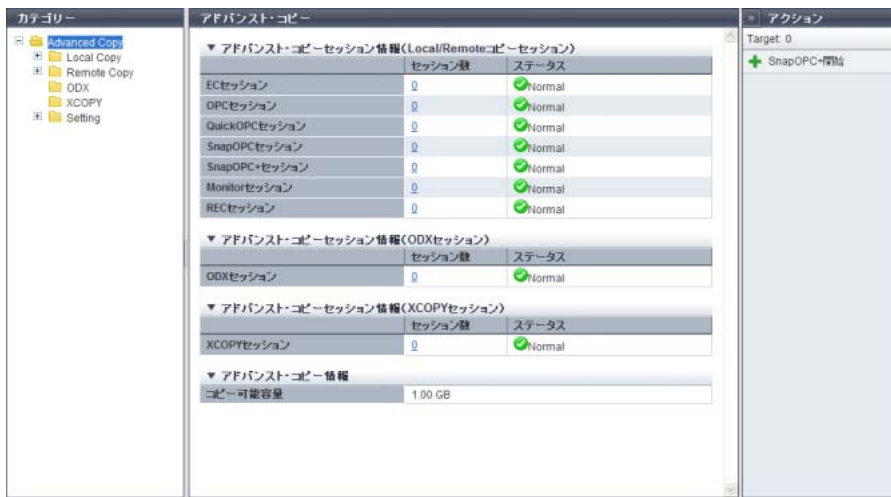 カテゴリー
Advanced Copy
Local Copy
Remote Copy
ODX
XCOPY
Setting
アドバンスト・コピー
▼ アドバンスト・コピーセッション情報(Local/Remoteコピーセッション)
セッション数 ステータス
ECセッション 0 Normal
OPCセッション 0 Normal
QuickOPCセッション 0 Normal
SnapOPCセッション 0 Normal
SnapOPC+セッション 0 Normal
Monitorセッション 0 Normal
RECセッション 0 Normal
▼ アドバンスト・コピーセッション情報(ODXセッション)
セッション数 ステータス
ODXセッション 0 Normal
▼ アドバンスト・コピーセッション情報(XCOPYセッション)
セッション数 ステータス
XCOPYセッション 0 Normal
▼ アドバンスト・コピー情報
コピー可能容量 1.00 GB
» アクション
Target: 0
SnapOPC+開始